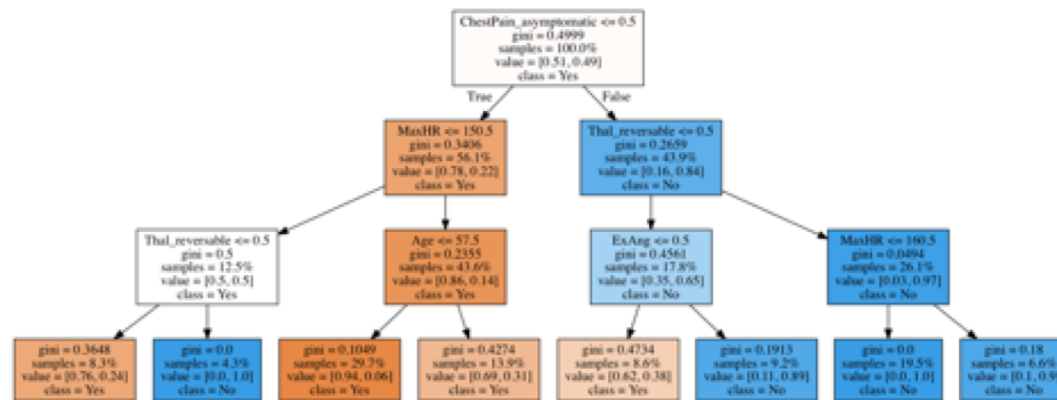 ChestPain_asymptomatic <= 0.5
gini = 0.4999
samples = 100.0%
value = [0.51, 0.49]
class = Yes
True
False
MaxHR <= 150.5
gini = 0.3406
samples = 56.1%
value = [0.78, 0.22]
class = Yes
Thal_reversable <= 0.5
gini = 0.2659
samples = 43.9%
value = [0.16, 0.84]
class = No
Thal_reversable <= 0.5
gini = 0.5
samples = 12.5%
value = [0.5, 0.5]
class = Yes
Age <= 57.5
gini = 0.2355
samples = 43.6%
value = [0.86, 0.14]
class = Yes
ExAng <= 0.5
gini = 0.4561
samples = 17.8%
value = [0.35, 0.65]
class = No
MaxHR <= 160.5
gini = 0.0494
samples = 26.1%
value = [0.03, 0.97]
class = No
gini = 0.3648
samples = 8.3%
value = [0.76, 0.24]
class = Yes
gini = 0.0
samples = 4.3%
value = [0.0, 1.0]
class = No
gini = 0.1049
samples = 29.7%
value = [0.94, 0.06]
class = Yes
gini = 0.4274
samples = 13.9%
value = [0.69, 0.31]
class = Yes
gini = 0.4734
samples = 8.6%
value = [0.62, 0.38]
class = Yes
gini = 0.1913
samples = 9.2%
value = [0.11, 0.89]
class = No
gini = 0.0
samples = 19.5%
value = [0.0, 1.0]
class = No
gini = 0.18
samples = 6.6%
value = [0.1, 0.9
class = No